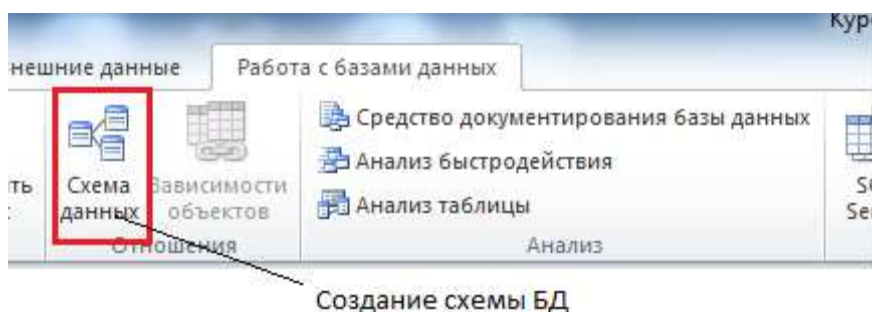 Кур
нешние данные Работа с базами данных
Схема данных
Зависимости объектов
Отношения
Средство документирования базы данных
Анализ быстродействия
Анализ таблицы
Анализ
Создание схемы БД